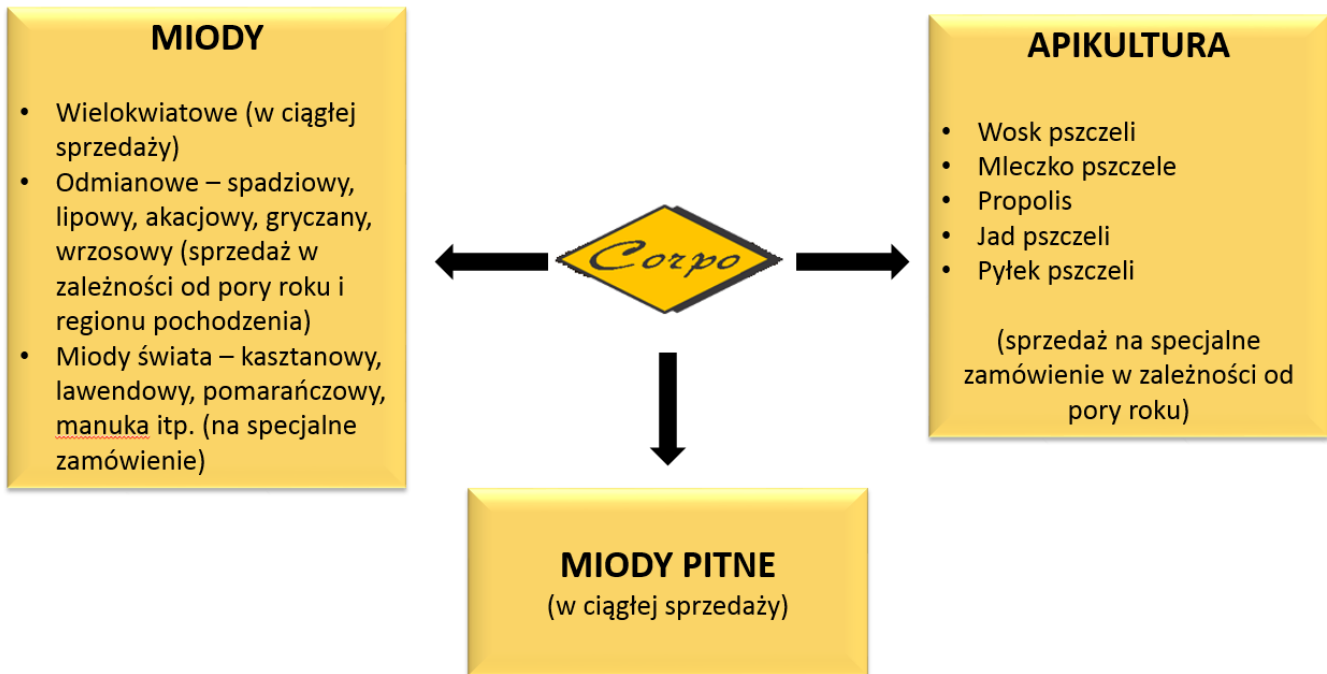 MIODY
• Wielokwiatowe (w ciągłej
sprzedaży)
• Odmianowe – spadziowy,
lipowy, akacjowy, gryczany,
wrzosowy (sprzedaż w
zależności od pory roku i
regionu pochodzenia)
• Miody świata – kasztanowy,
lawendowy, pomarańczowy,
manuka itp. (na specjalne
zamówienie)
Corpo
APIKULTURA
• Wosk pszczeli
• Mleczko pszczele
• Propolis
• Jad pszczeli
• Pyłek pszczeli
(sprzedaż na specjalne
zamówienie w zależności od
pory roku)
MIODY PITNE
(w ciągłej sprzedaży)